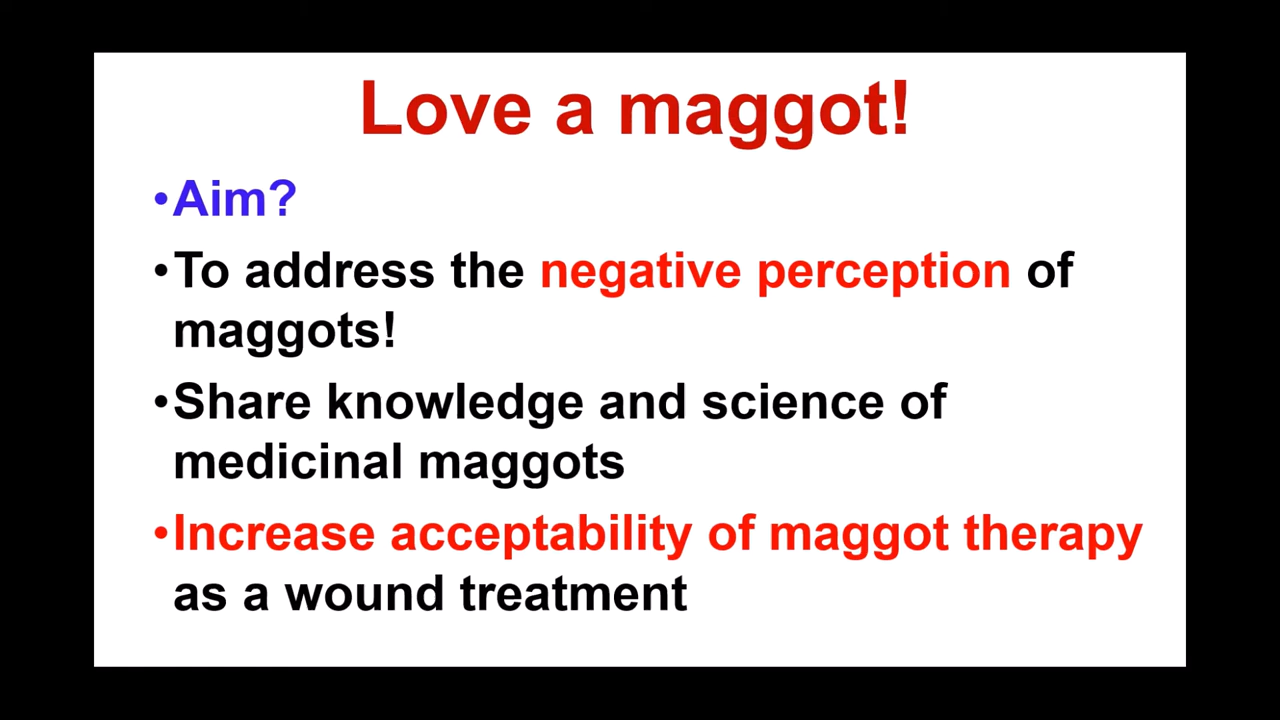 Love a maggot!
•Aim?
•To address the negative perception of
maggots!
•Share knowledge and science of
medicinal maggots
•Increase acceptability of maggot therapy
as a wound treatment